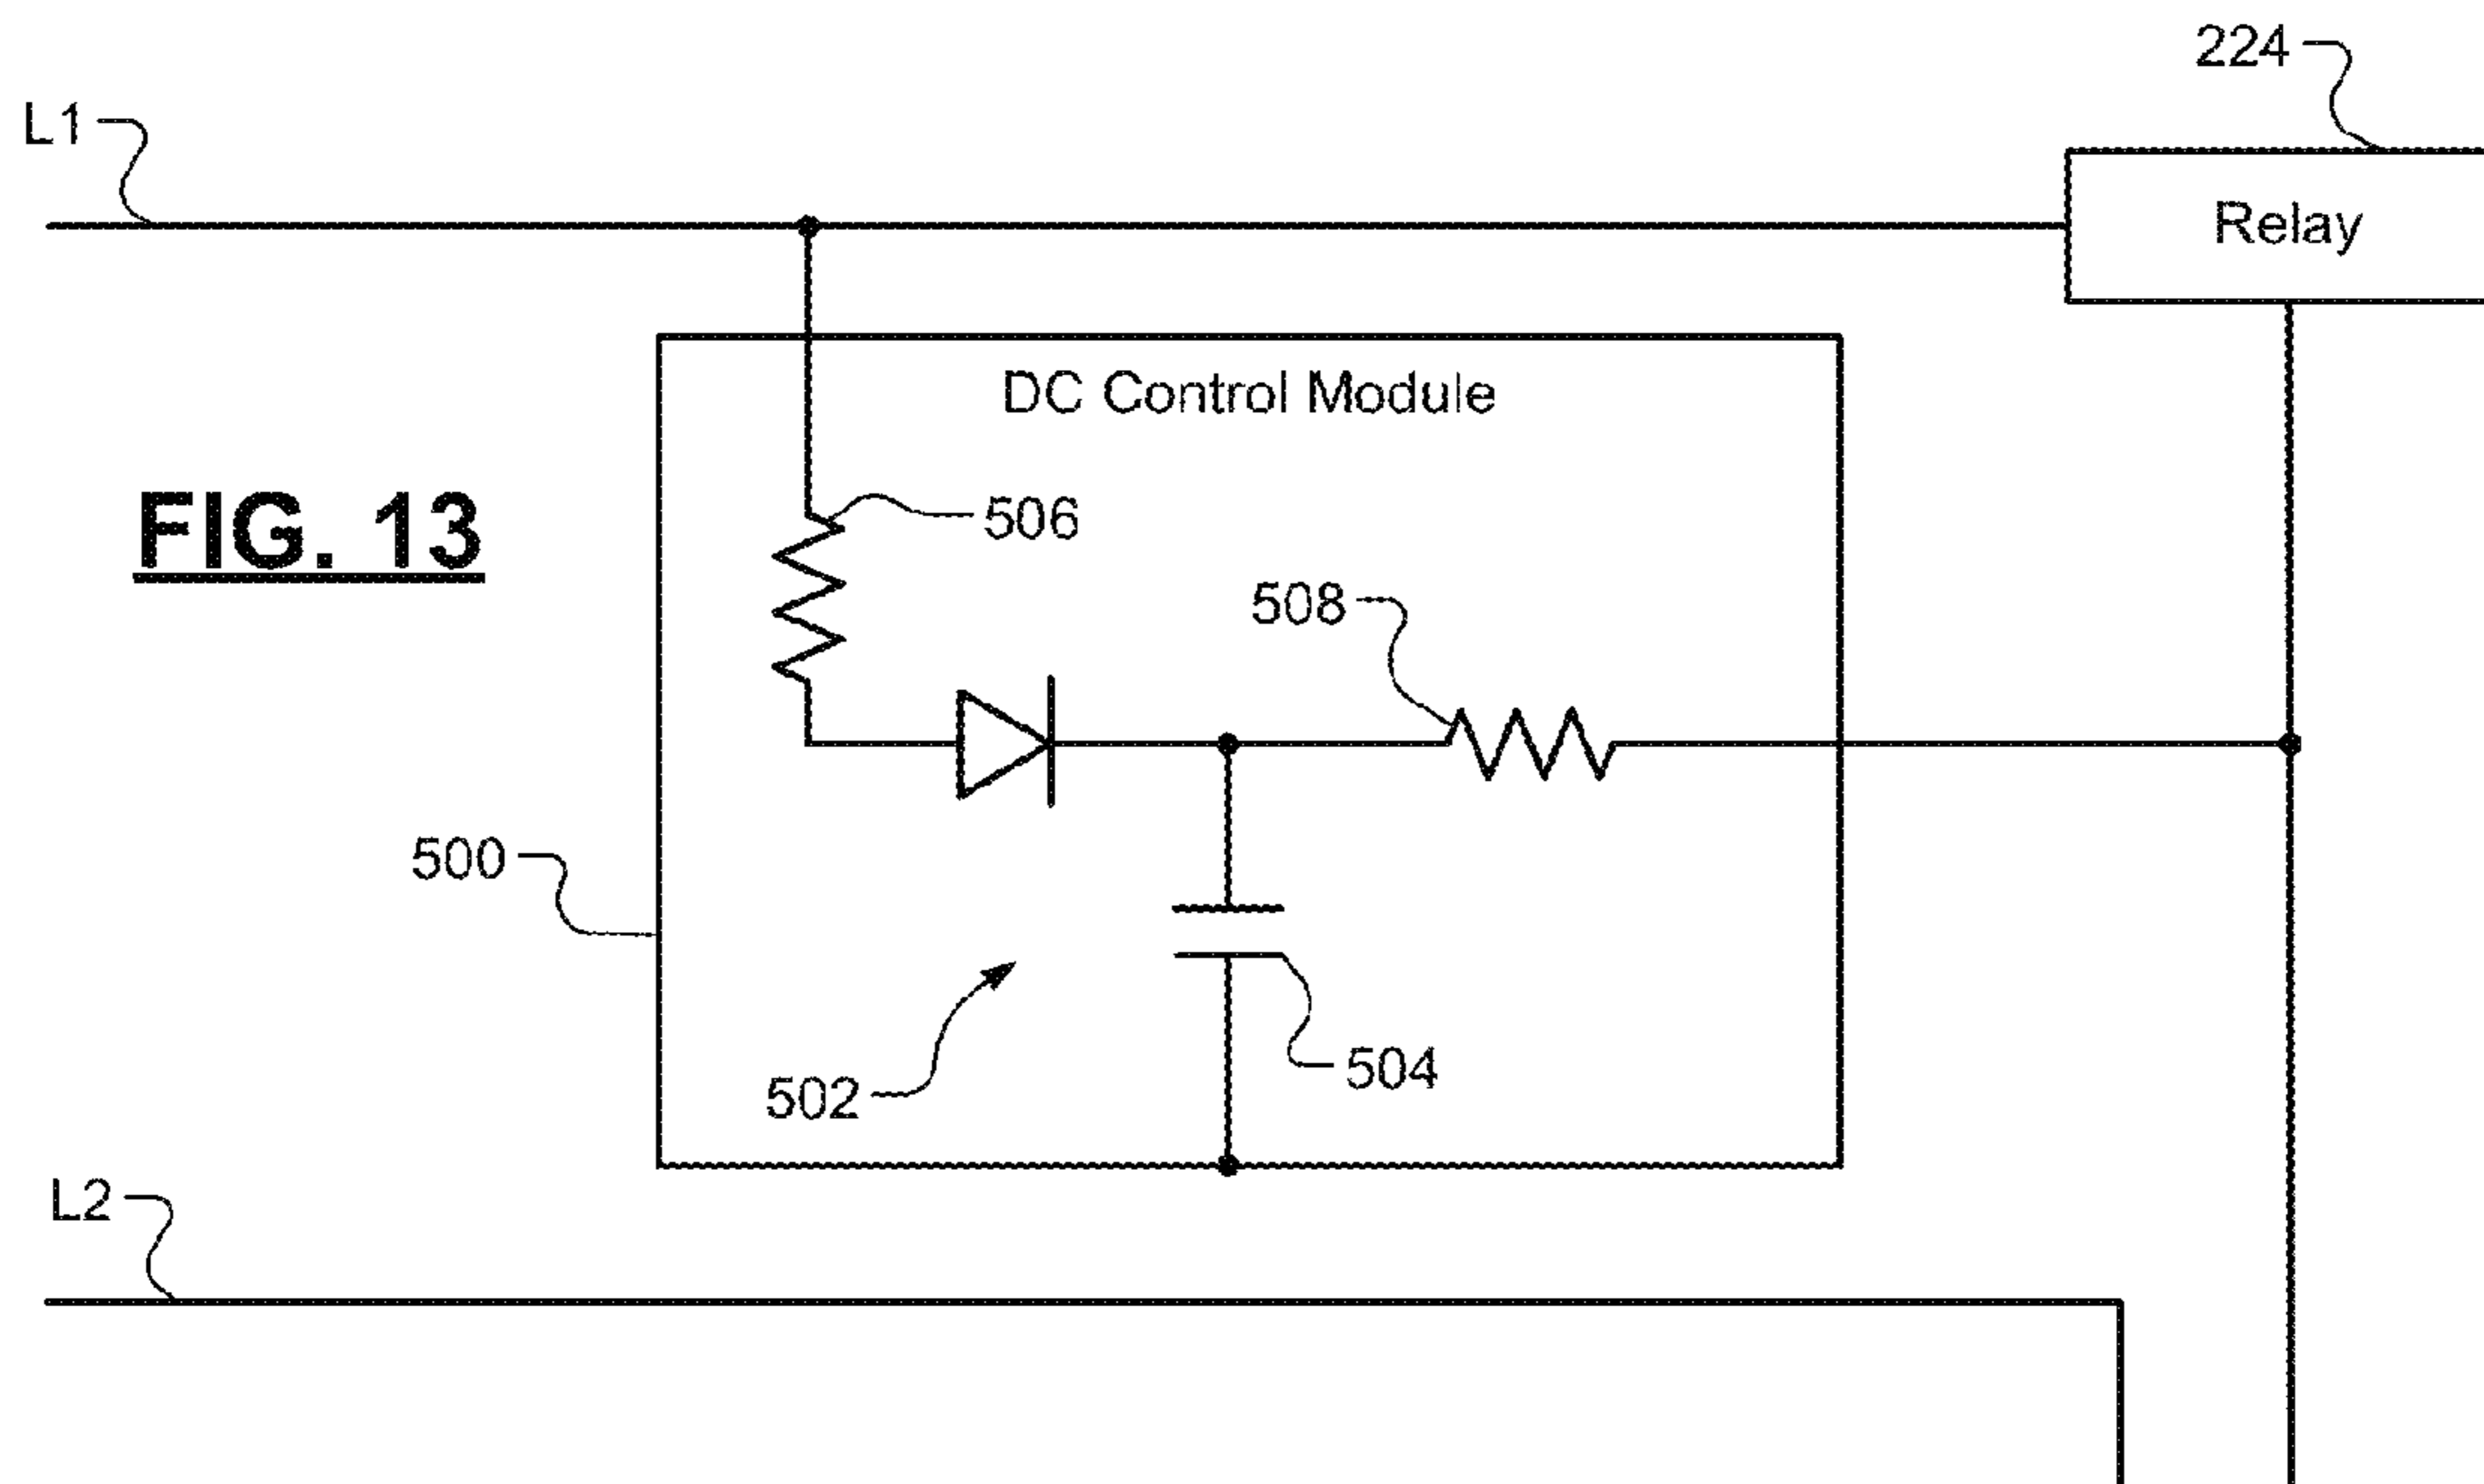 224
L1
Relay
DC Control Module
FIG. 13
506
508
500
502
504
L2